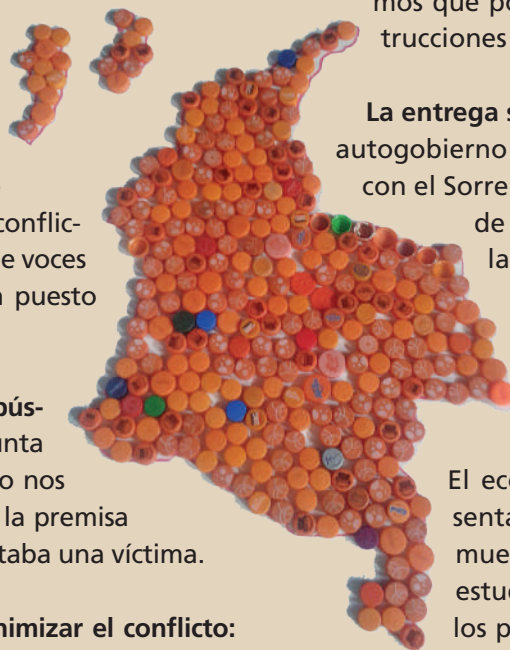 conflic-
e voces
puesto
bús-
unta
o nos
la premisa
taba una víctima.
nimizar el conflicto:
mos que po
trucciones
La entrega s
autogobierno
con el Sorre
de
la
El eco
senta
mue
estu
los p